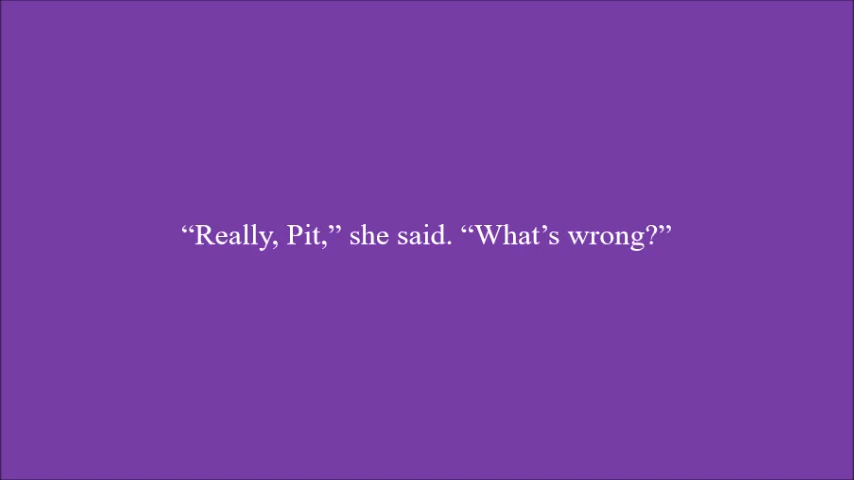 “Really, Pit,” she said. “What’s wrong?”